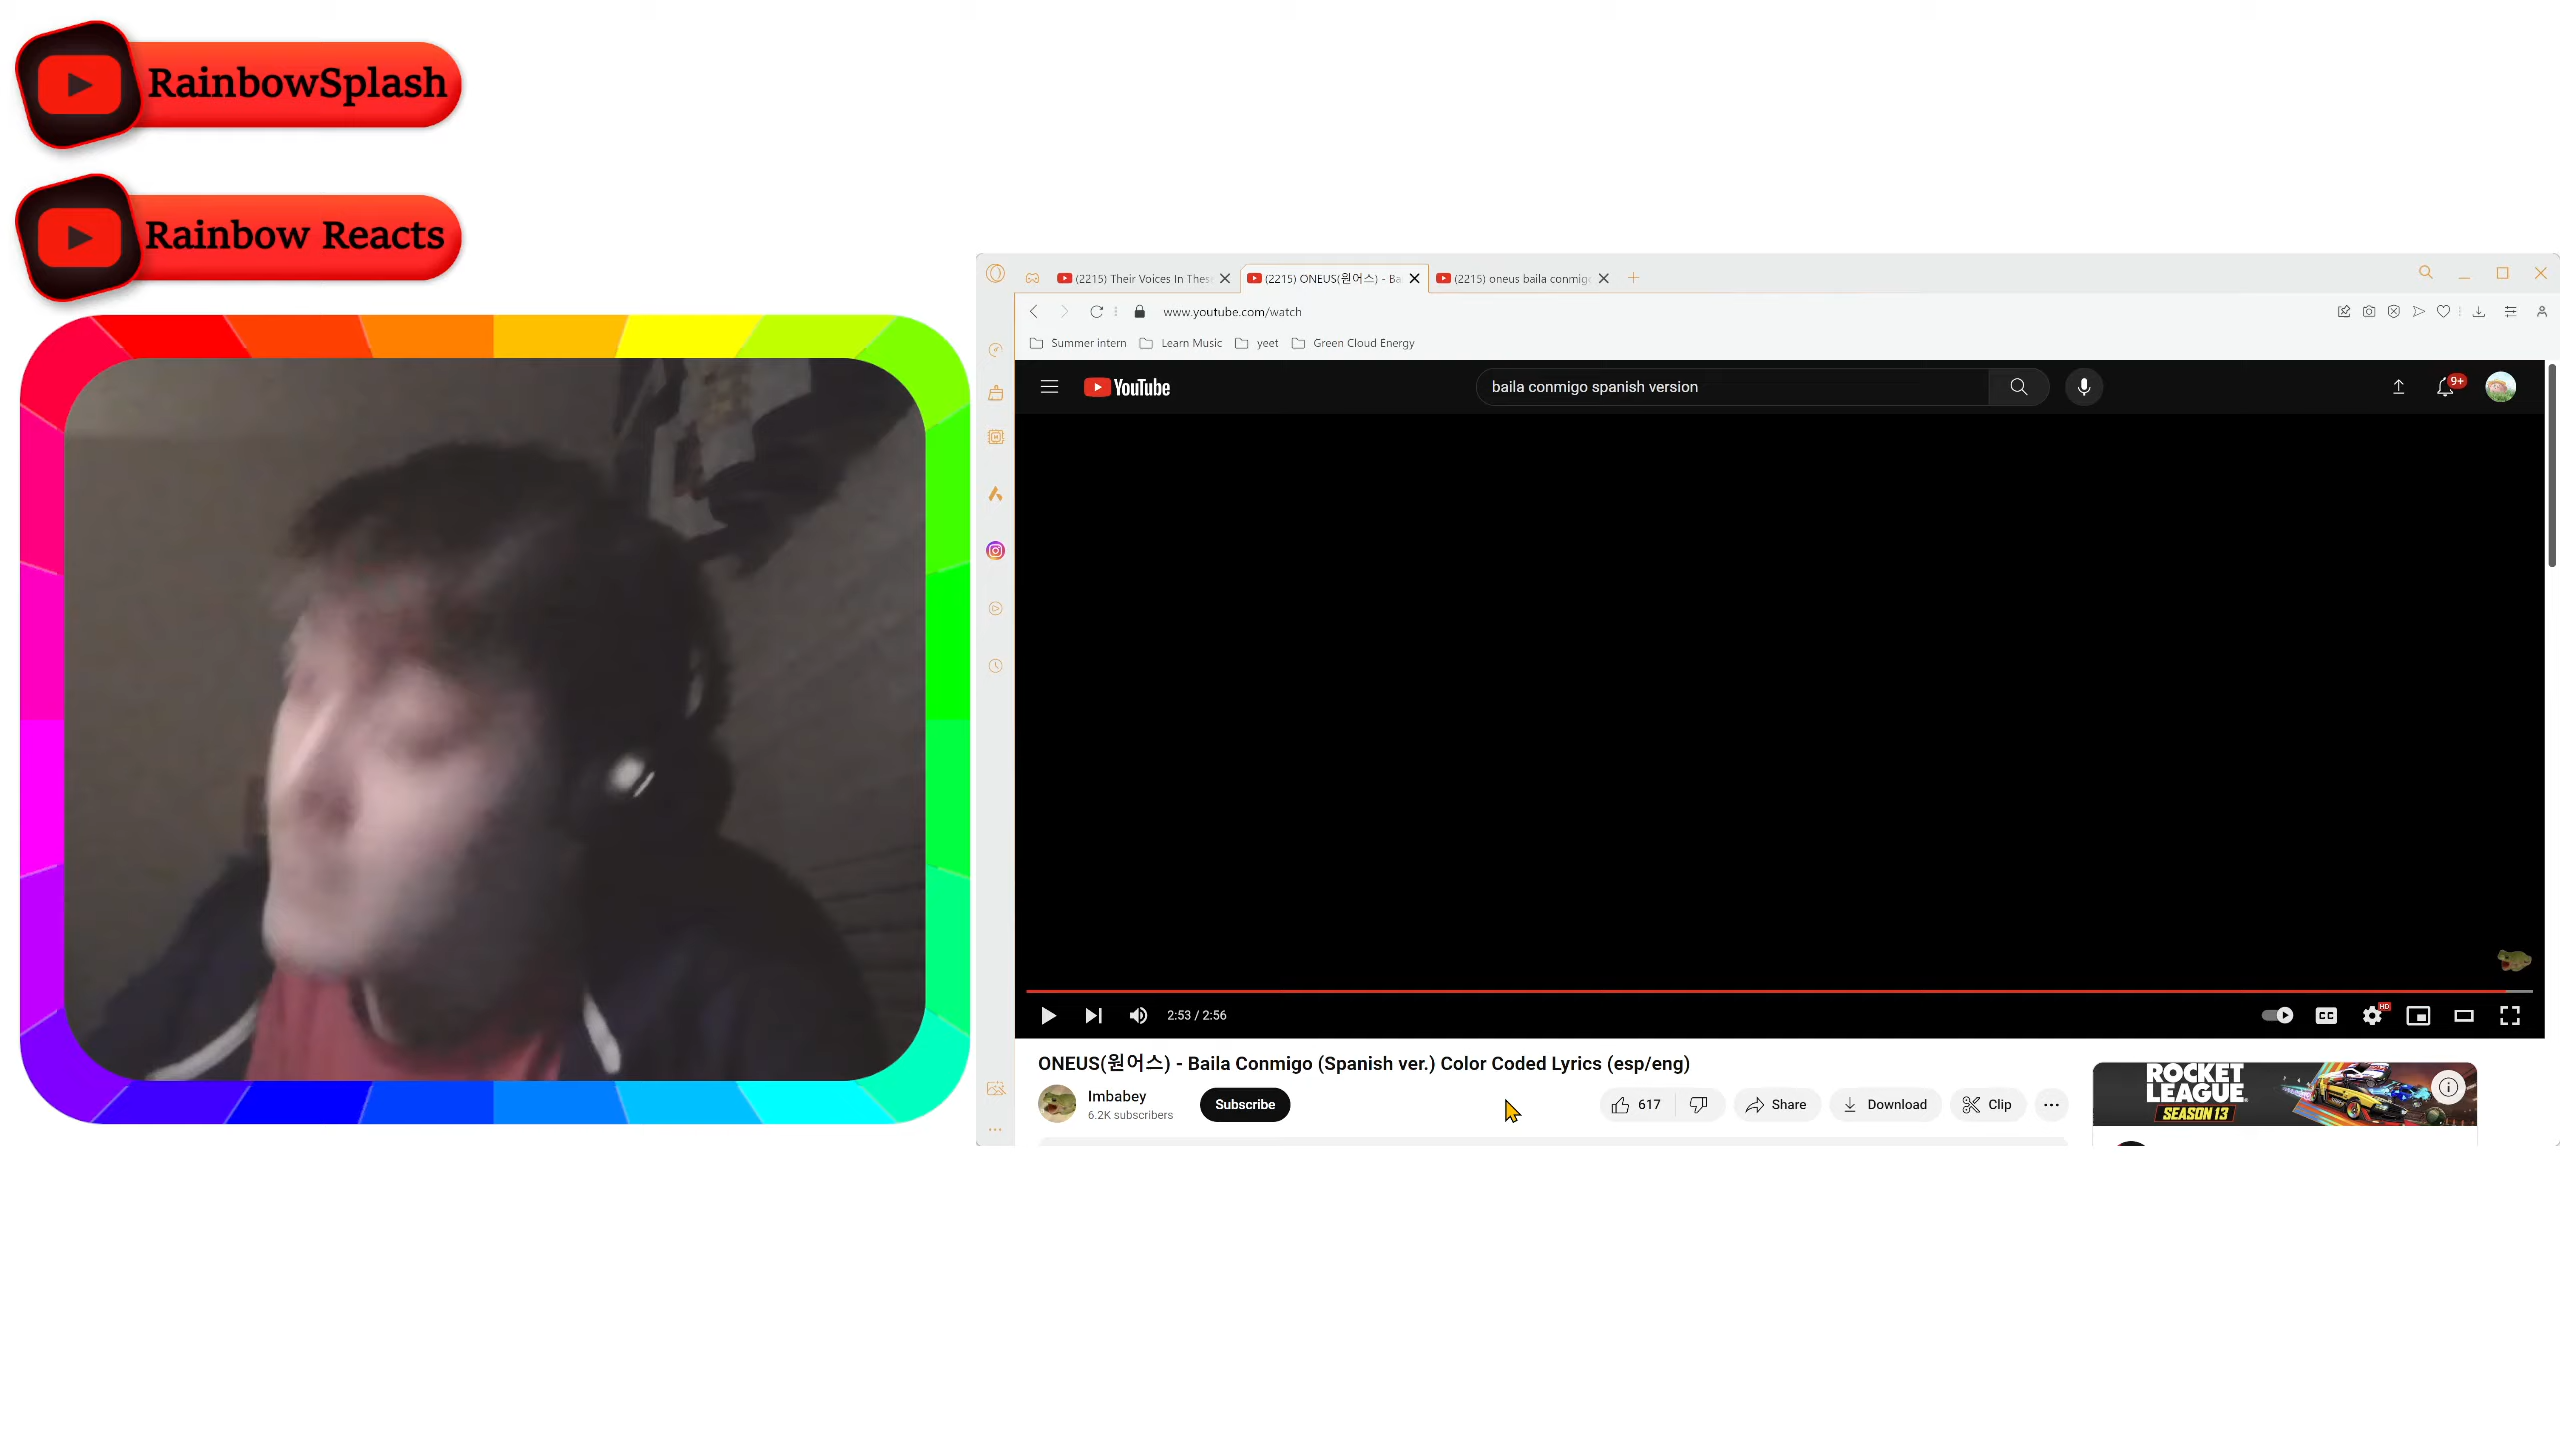 RainbowSplash
Rainbow Reacts
(2215) Their Voices In Thes
(2215) ONEUS(원어스) - Ba
(2215) oneus baila conmig
www.youtube.com/watch
Summer intern
Learn Music
yeet
Green Cloud Energy
YouTube
baila conmigo spanish version
9+
2:53 / 2:56
CC
HD
ONEUS(원어스) - Baila Conmigo (Spanish ver.) Color Coded Lyrics (esp/eng)
Imbabey
6.2K subscribers
Subscribe
617
Share
Download
Clip
ROCKET
LEAGUE
SEASON 13